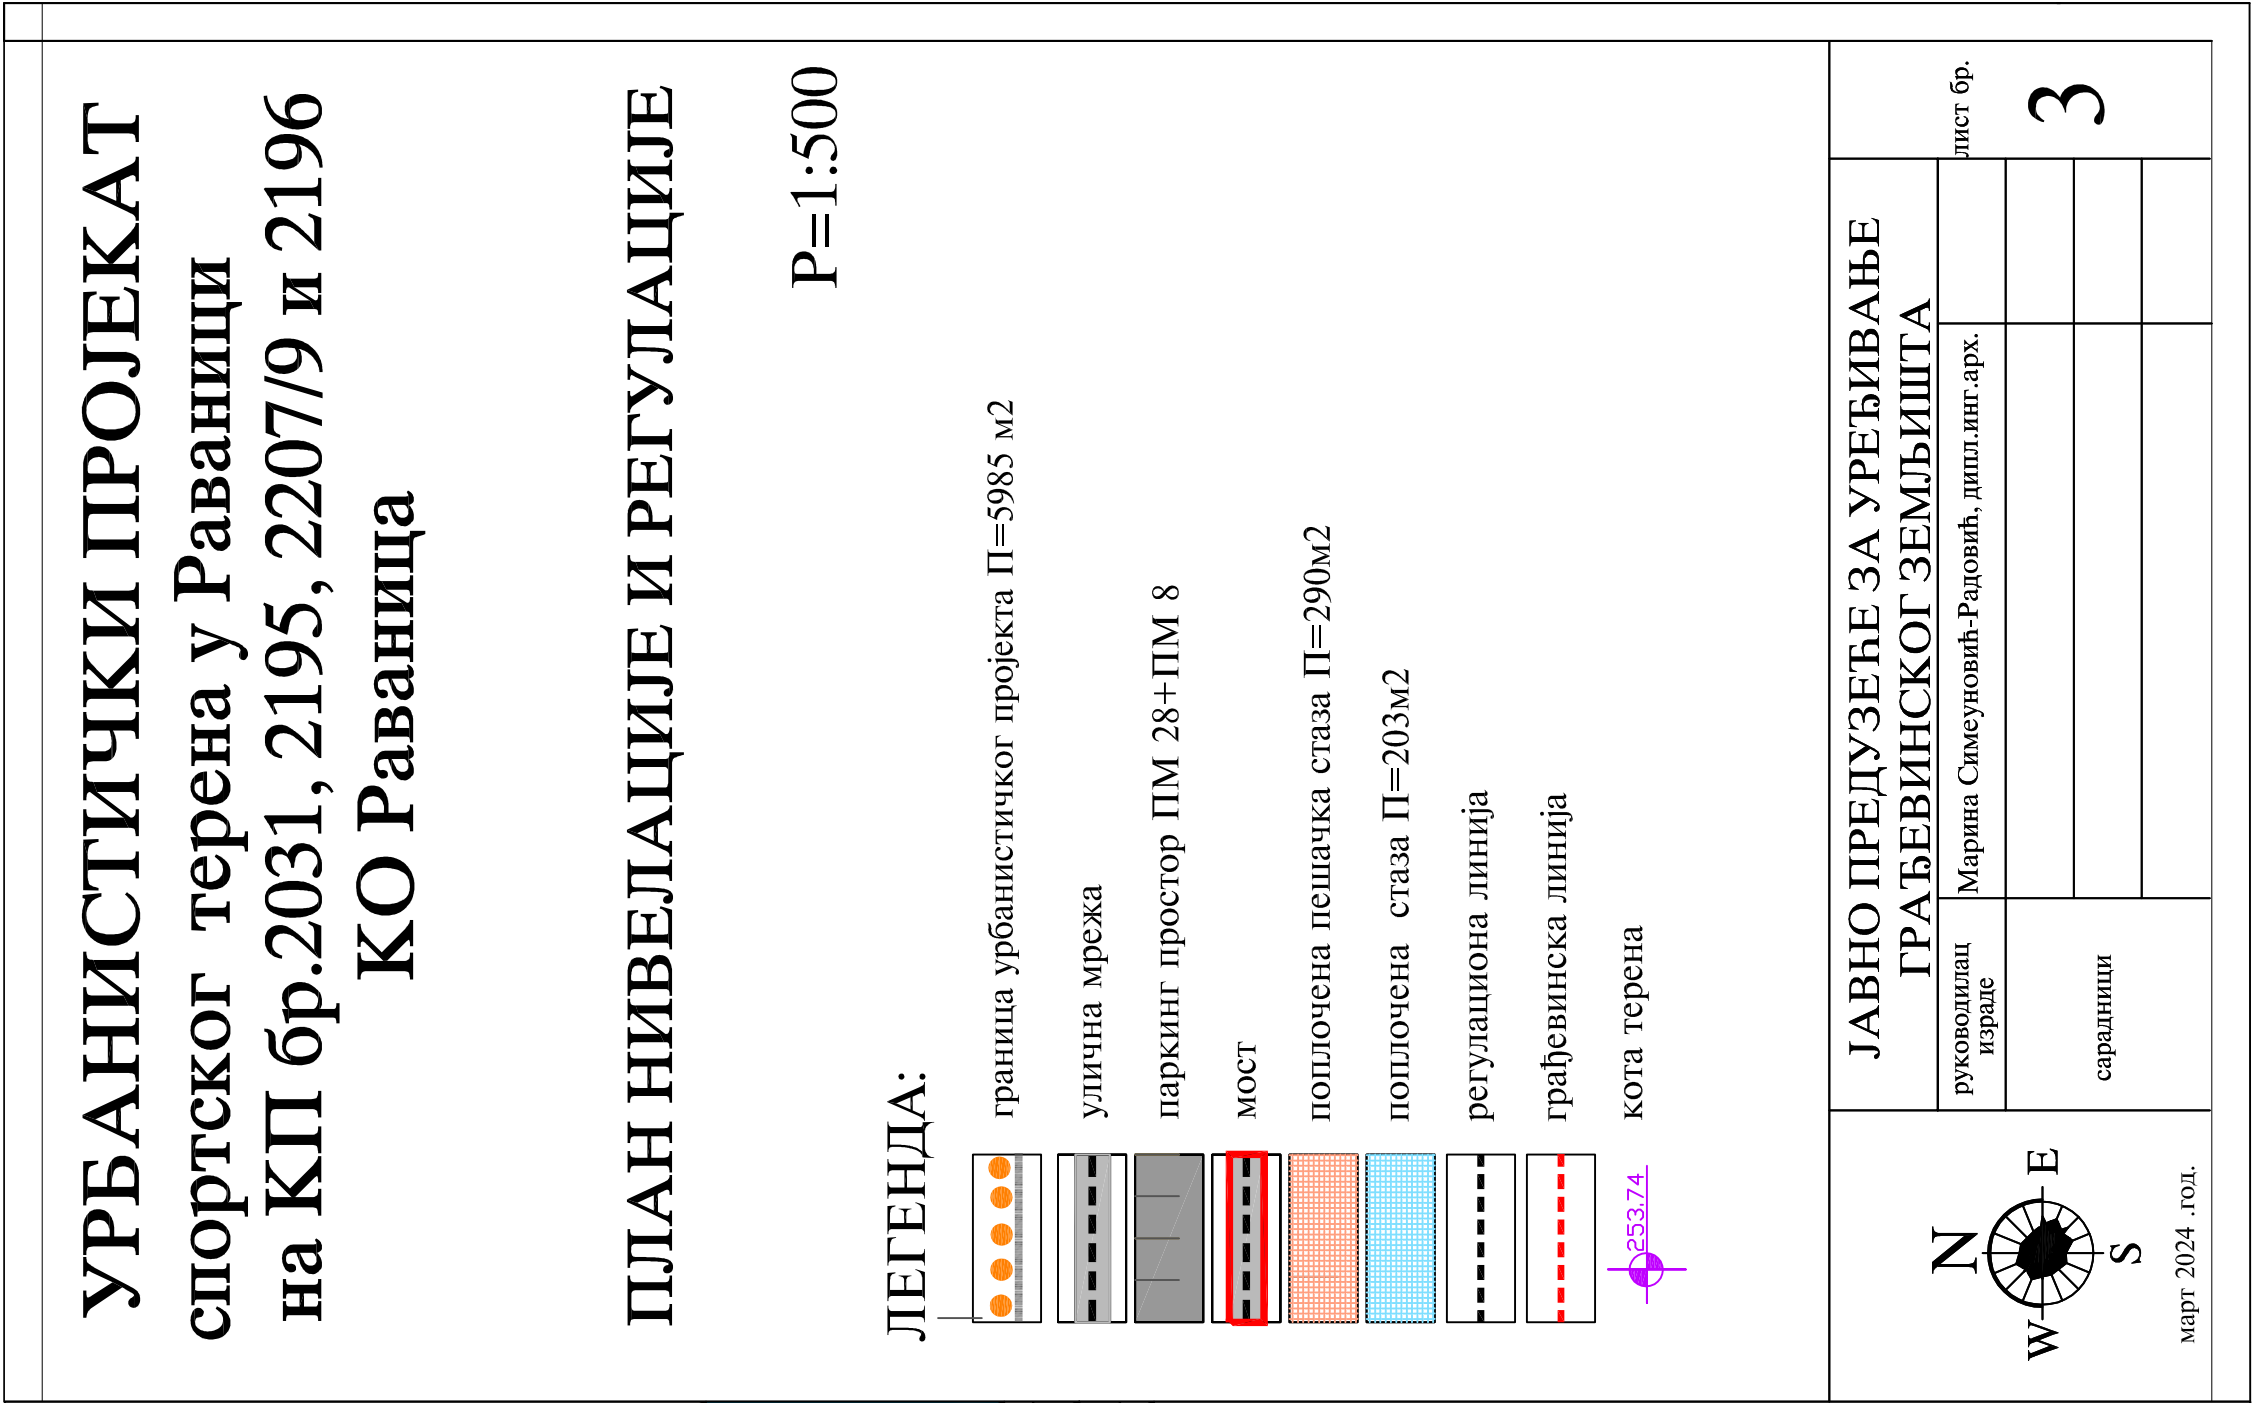 УРБАНИСТИЧКИ ПРОЈЕКАТ
спортског терена у Раваници
на КП бр.2031, 2195, 2207/9 и 2196
КО Раваница
ПЛАН НИВЕЛАЦИЈЕ И РЕГУЛАЦИЈЕ
Р=1:500
ЛЕГЕНДА:
граница урбанистичког пројекта П=5985 м2
улична мрежа
паркинг простор ПМ 28+ПМ 8
мост
поплочена пешачка стаза П=290м2
поплочена стаза П=203м2
регулациона линија
грађевинска линија
253.74 кота терена
ЈАВНО ПРЕДУЗЕЋЕ ЗА УРЕЂИВАЊЕ
ГРАЂЕВИНСКОГ ЗЕМЉИШТА
лист бр.
3
руководилац
израде
Марина Симеуновић-Радовић, дипл.инг.арх.
сарадници
N
W E
S
март 2024 .год.